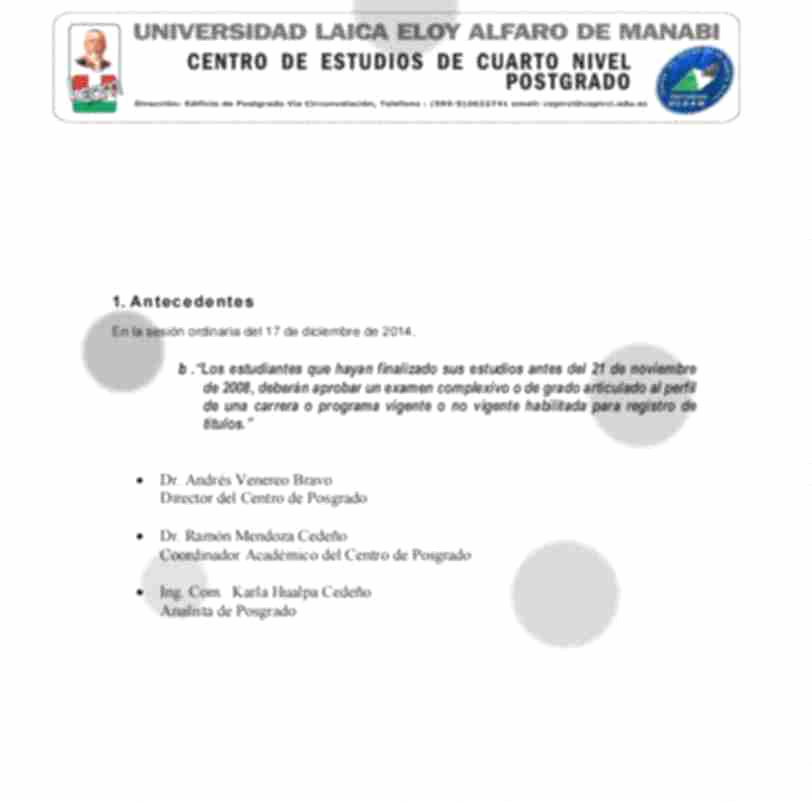 UNIVERSIDAD LAICA ELOY ALFARO DE MANABI
CENTRO DE ESTUDIOS DE CUARTO NIVEL
POSTGRADO
Dirección: Edificio de Postgrado Vía Circunvalación, Teléfono :
1. Antecedentes
En la sesión ordinaria del 17 de diciembre de 2014.
b ."Los estudiantes que hayan finalizado sus estudios antes del 21 de noviembre
de 2008, deberán aprobar un examen complexivo o de grado articulado al perfil
de una carrera o programa vigente o no vigente habilitada para registro de
títulos."
• Dr. Andrés Venereo Bravo
Director del Centro de Posgrado
• Dr. Ramón Mendoza Cedeño
Coordinador Académico del Centro de Posgrado
• Ing. Com. Karla Hualpa Cedeño
Analista de Posgrado